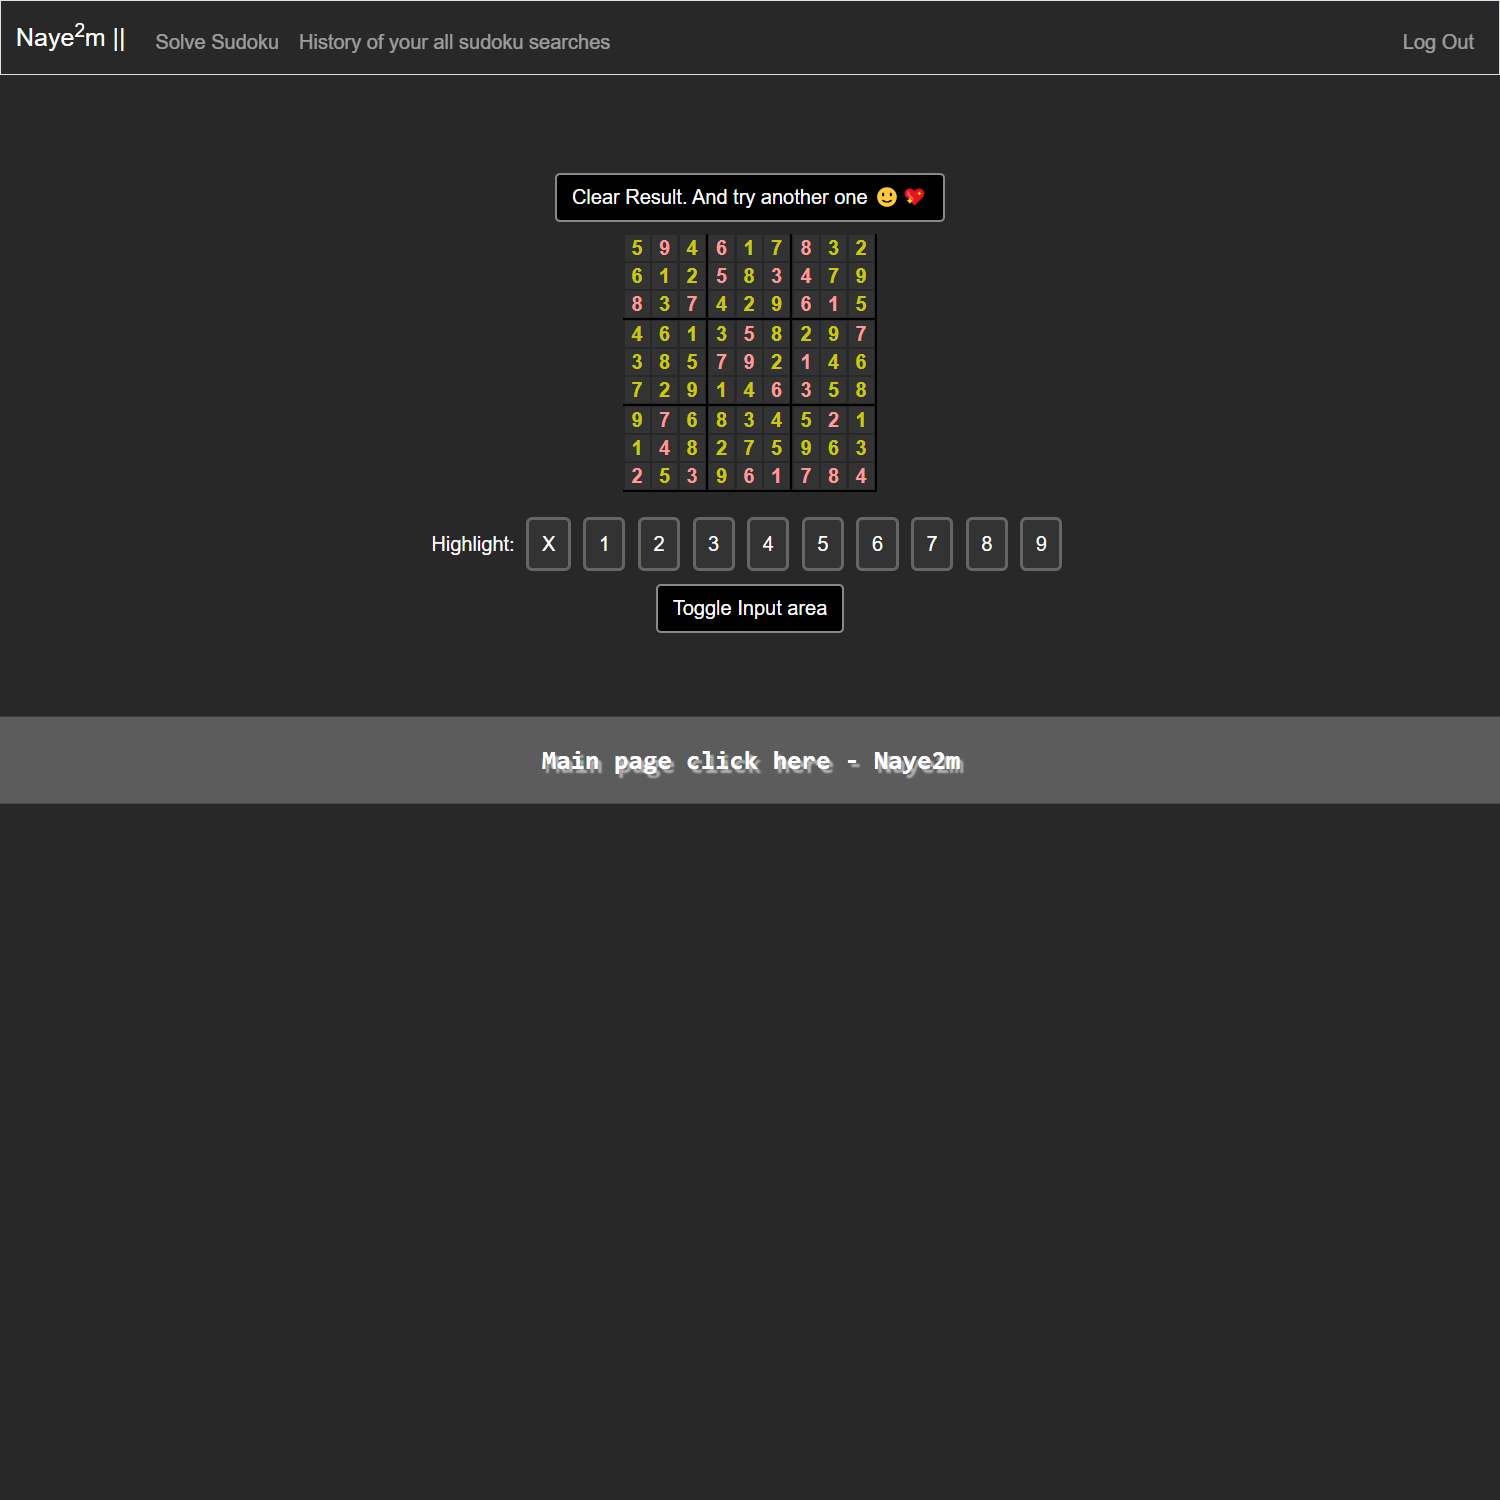 Naye2m || Solve Sudoku History of your all sudoku searches Log Out
Clear Result. And try another one 🙂 💖
5 9 4 6 1 7 8 3 2
6 1 2 5 8 3 4 7 9
8 3 7 4 2 9 6 1 5
4 6 1 3 5 8 2 9 7
3 8 5 7 9 2 1 4 6
7 2 9 1 4 6 3 5 8
9 7 6 8 3 4 5 2 1
1 4 8 2 7 5 9 6 3
2 5 3 9 6 1 7 8 4
Highlight: X 1 2 3 4 5 6 7 8 9
Toggle Input area
Main page click here - Naye2m